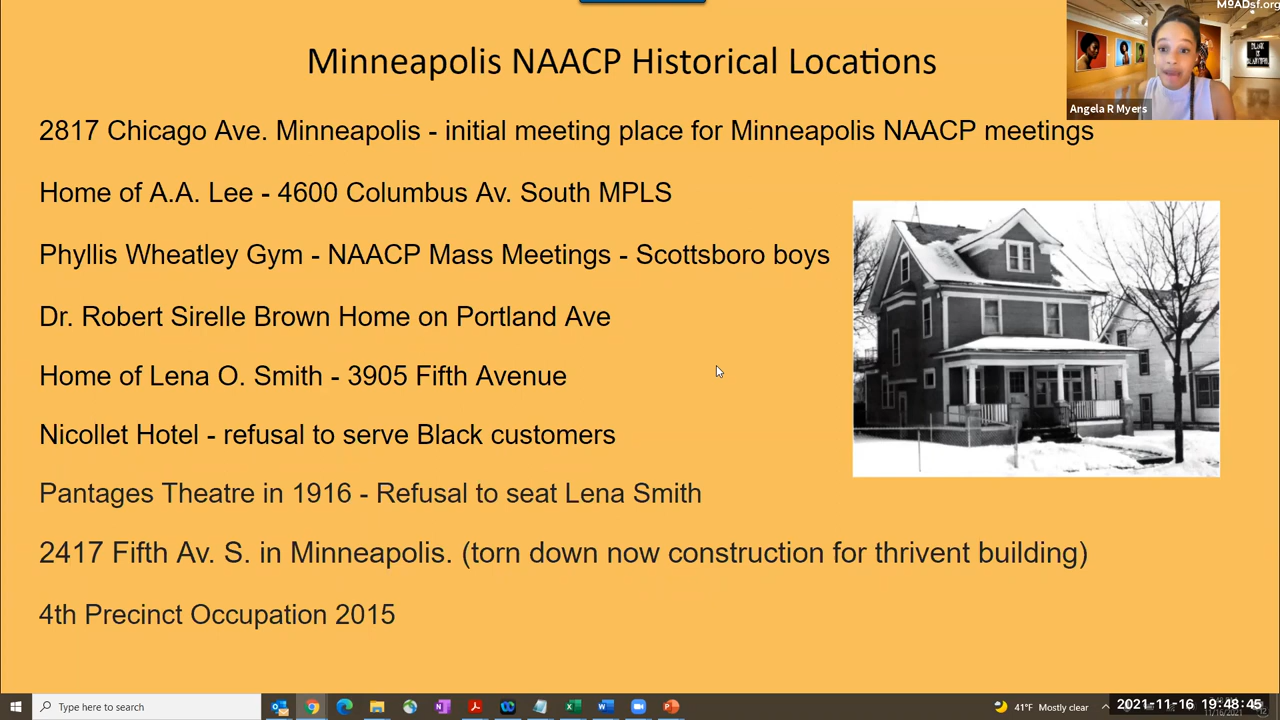 MoADsf.org
Minneapolis NAACP Historical Locations
Angela R Myers
2817 Chicago Ave. Minneapolis - initial meeting place for Minneapolis NAACP meetings
Home of A.A. Lee - 4600 Columbus Av. South MPLS
Phyllis Wheatley Gym - NAACP Mass Meetings - Scottsboro boys
Dr. Robert Sirelle Brown Home on Portland Ave
Home of Lena O. Smith - 3905 Fifth Avenue
Nicollet Hotel - refusal to serve Black customers
Pantages Theatre in 1916 - Refusal to seat Lena Smith
2417 Fifth Av. S. in Minneapolis. (torn down now construction for thrivent building)
4th Precinct Occupation 2015
Type here to search
41°F Mostly clear
2021-11-16 19:48:45